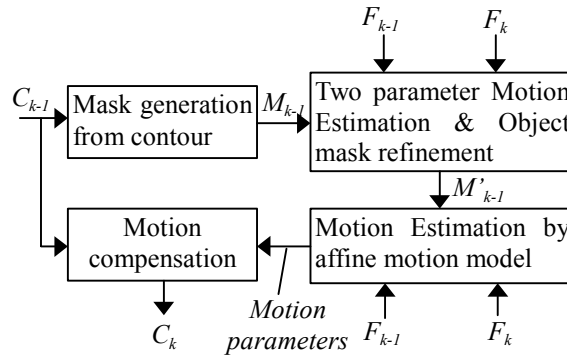 F_{k-1} F_k
C_{k-1}
Mask generation
from contour
M_{k-1}
Two parameter Motion
Estimation & Object
mask refinement
M'_{k-1}
Motion
compensation
Motion Estimation by
affine motion model
C_k
Motion
parameters
F_{k-1} F_k